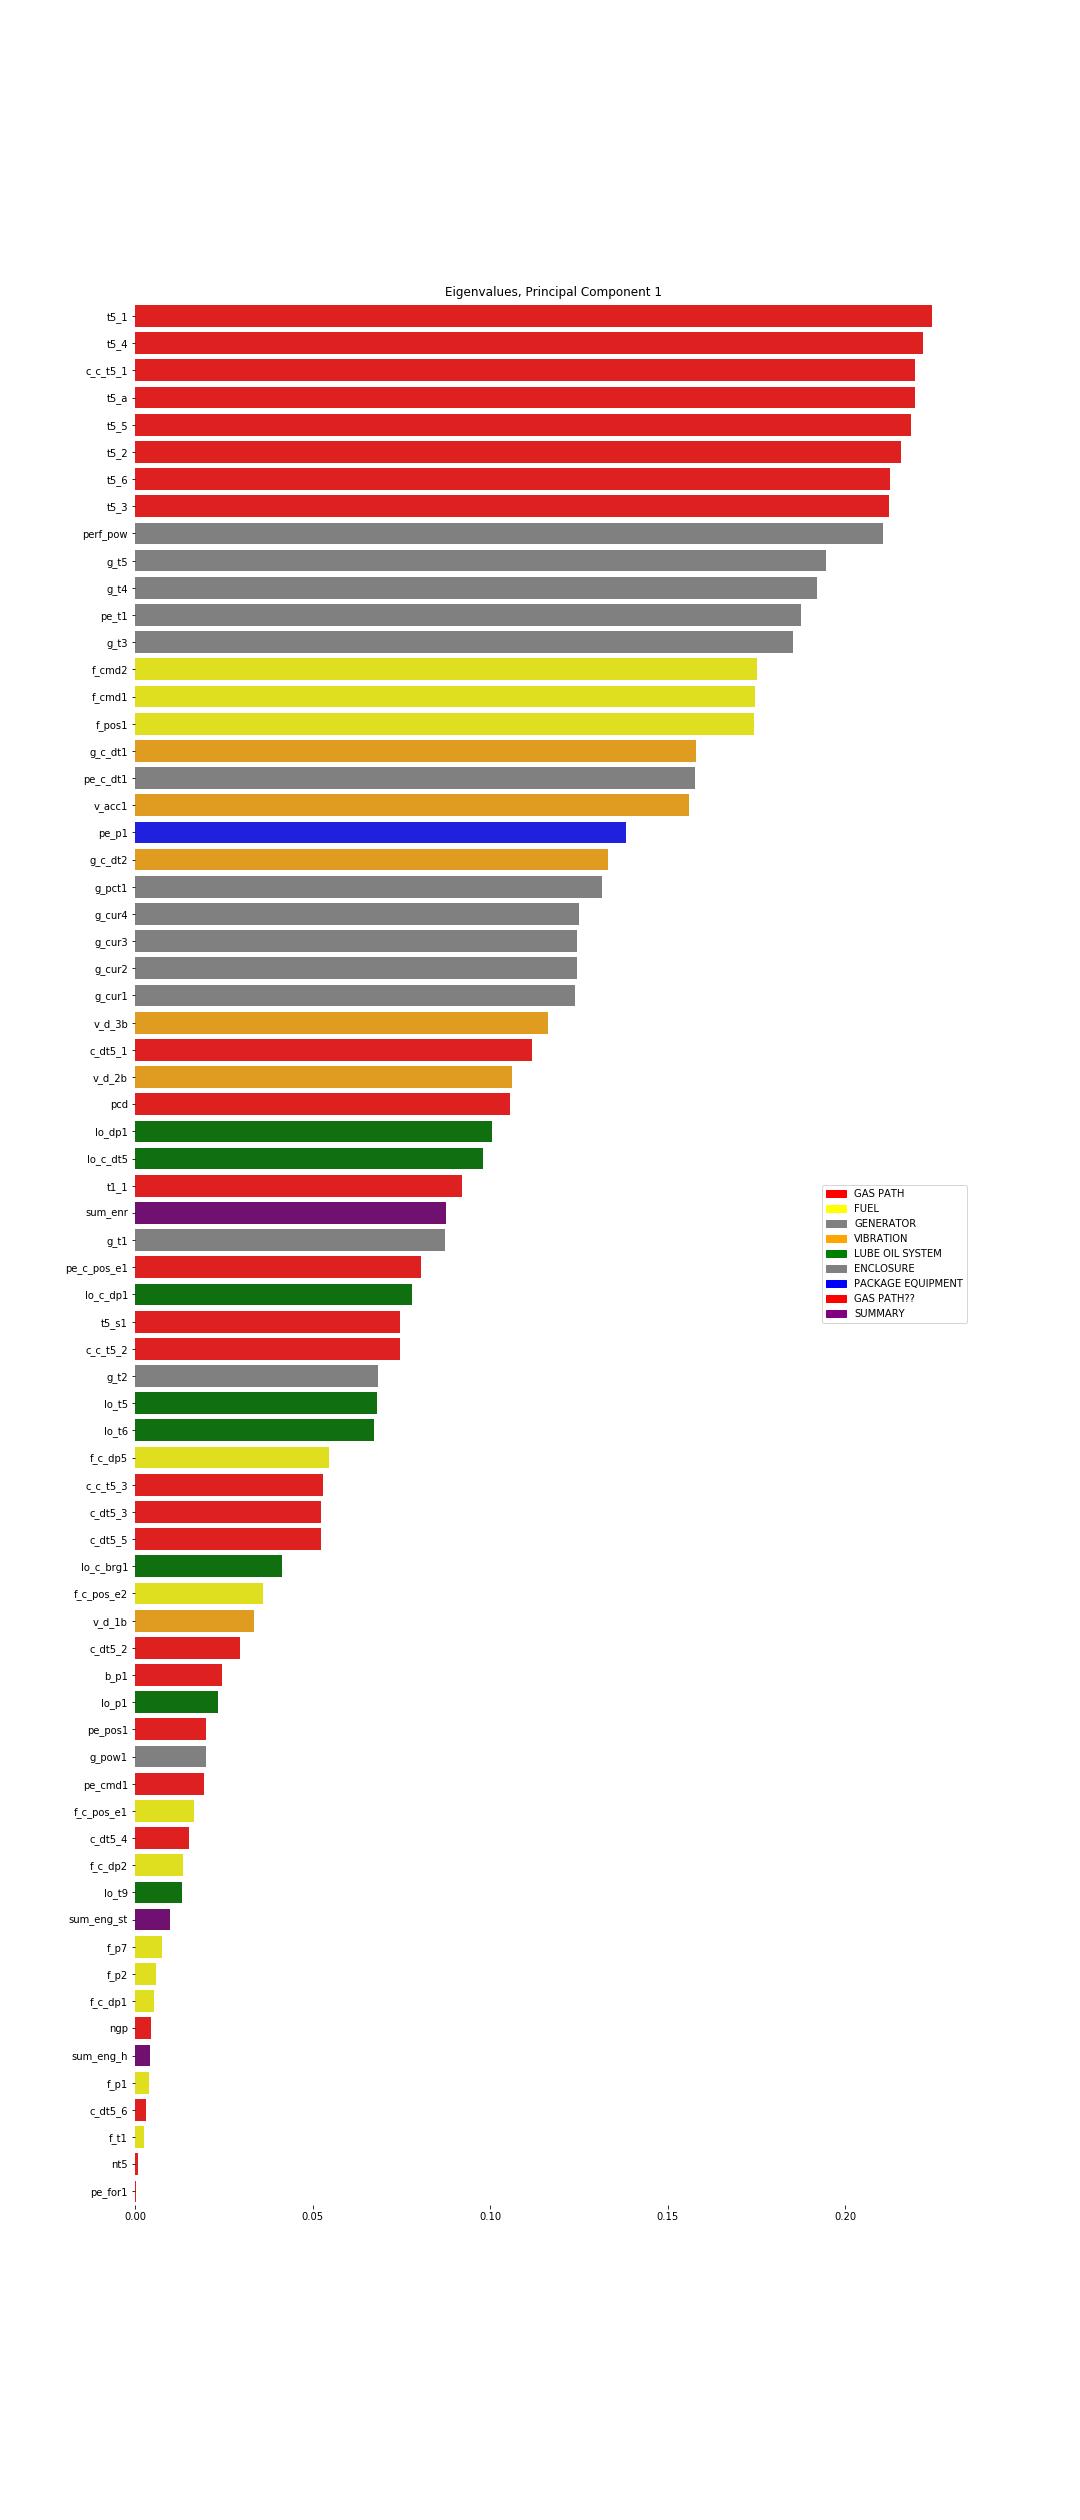 Eigenvalues, Principal Component 1
t5_1
t5_4
c_c_t5_1
t5_a
t5_5
t5_2
t5_6
t5_3
perf_pow
g_t5
g_t4
pe_t1
g_t3
f_cmd2
f_cmd1
f_pos1
g_c_dt1
pe_c_dt1
v_acc1
pe_p1
g_c_dt2
g_pct1
g_cur4
g_cur3
g_cur2
g_cur1
v_d_3b
c_dt5_1
v_d_2b
pcd
lo_dp1
lo_c_dt5
t1_1
sum_enr
g_t1
pe_c_pos_e1
lo_c_dp1
t5_s1
c_c_t5_2
g_t2
lo_t5
lo_t6
f_c_dp5
c_c_t5_3
c_dt5_3
c_dt5_5
lo_c_brg1
f_c_pos_e2
v_d_1b
c_dt5_2
b_p1
lo_p1
pe_pos1
g_pow1
pe_cmd1
f_c_pos_e1
c_dt5_4
f_c_dp2
lo_t9
sum_eng_st
f_p7
f_p2
f_c_dp1
ngp
sum_eng_h
f_p1
c_dt5_6
f_t1
nt5
pe_for1
0.00 0.05 0.10 0.15 0.20
GAS PATH
FUEL
GENERATOR
VIBRATION
LUBE OIL SYSTEM
ENCLOSURE
PACKAGE EQUIPMENT
GAS PATH??
SUMMARY